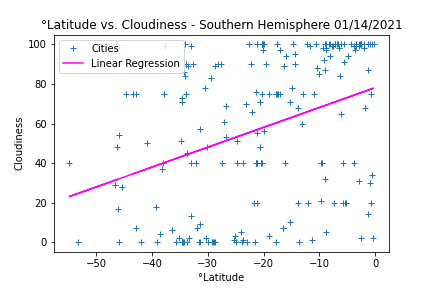 °Latitude vs. Cloudiness - Southern Hemisphere 01/14/2021
Cities
Linear Regression
Cloudiness
100
80
60
40
20
0
−50 −40 −30 −20 −10 0
°Latitude